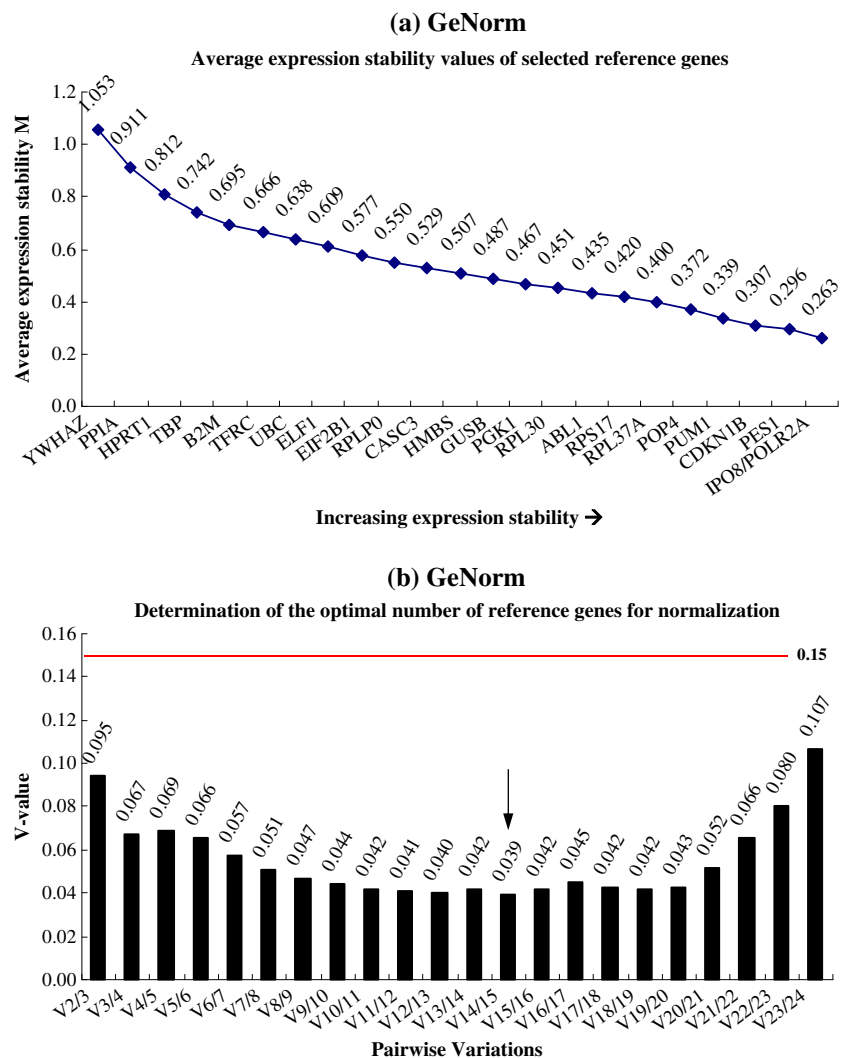 (a) GeNorm
Average expression stability values of selected reference genes
Average expression stability M
1.2
1.0
0.8
0.6
0.4
0.2
0.0
1.053
0.911
0.812
0.742
0.695
0.666
0.638
0.609
0.577
0.550
0.529
0.507
0.487
0.467
0.451
0.435
0.420
0.400
0.372
0.339
0.307
0.296
0.263
YWHAZ
PPIA
HPRT1
TBP
B2M
TFRC
UBC
ELF1
EIF2B1
RPLP0
CASC3
HMBS
GUSB
PGK1
RPL30
ABL1
RPS17
RPL37A
POP4
PUM1
CDKN1B
PES1
IPO8/POLR2A
Increasing expression stability →
(b) GeNorm
Determination of the optimal number of reference genes for normalization
V-value
0.16
0.14
0.12
0.10
0.08
0.06
0.04
0.02
0.00
0.15
0.095
0.067
0.069
0.066
0.057
0.051
0.047
0.044
0.042
0.041
0.040
0.042
0.039
0.042
0.045
0.042
0.042
0.043
0.052
0.066
0.080
0.107
V2/3
V3/4
V4/5
V5/6
V6/7
V7/8
V8/9
V9/10
V10/11
V11/12
V12/13
V13/14
V14/15
V15/16
V16/17
V17/18
V18/19
V19/20
V20/21
V21/22
V22/23
V23/24
Pairwise Variations